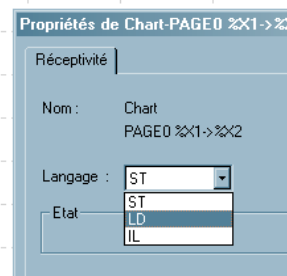 Propriétés de Chart-PAGE0 %X1->%
Réceptivité
Nom : Chart
PAGE0 %X1->%X2
Langage : ST
ST
LD
IL
Etat